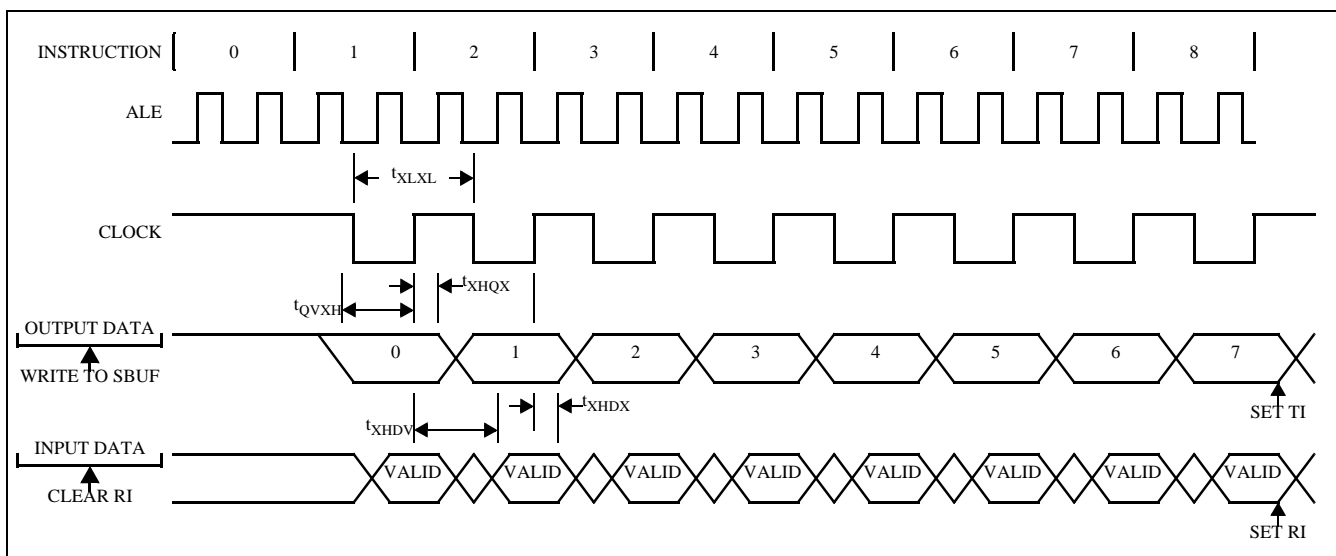 INSTRUCTION 0 1 2 3 4 5 6 7 8
ALE
tXLXL
CLOCK
tXHQX
tQVXH
OUTPUT DATA
0 1 2 3 4 5 6 7
WRITE TO SBUF
tXHDX
SET TI
tXHDV
INPUT DATA
VALID VALID VALID VALID VALID VALID VALID VALID
CLEAR RI
SET RI